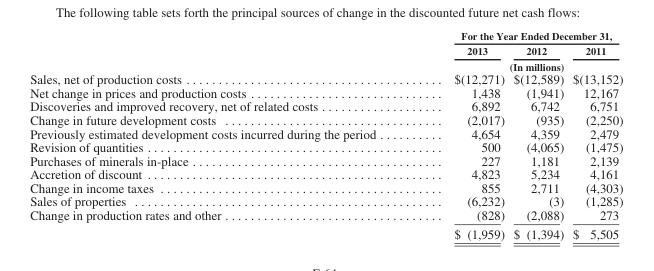 The following table sets forth the principal sources of change in the discounted future net cash flows:
For the Year Ended December 31,
2013 2012 2011
(In millions)
Sales, net of production costs . . . . . . . . . . . . . . . . . . . . . . . . . . . . . . . . . . . . . . . . $(12,271) $(12,589) $(13,152)
Net change in prices and production costs . . . . . . . . . . . . . . . . . . . . . . . . . . . . . . 1,438 (1,941) 12,167
Discoveries and improved recovery, net of related costs . . . . . . . . . . . . . . . . . . . 6,892 6,742 6,751
Change in future development costs . . . . . . . . . . . . . . . . . . . . . . . . . . . . . . . . . . (2,017) (935) (2,250)
Previously estimated development costs incurred during the period . . . . . . . . . . 4,654 4,359 2,479
Revision of quantities . . . . . . . . . . . . . . . . . . . . . . . . . . . . . . . . . . . . . . . . . . . . . . 500 (4,065) (1,475)
Purchases of minerals in-place . . . . . . . . . . . . . . . . . . . . . . . . . . . . . . . . . . . . . . . 227 1,181 2,139
Accretion of discount . . . . . . . . . . . . . . . . . . . . . . . . . . . . . . . . . . . . . . . . . . . . . . 4,823 5,234 4,161
Change in income taxes . . . . . . . . . . . . . . . . . . . . . . . . . . . . . . . . . . . . . . . . . . . . 855 2,711 (4,303)
Sales of properties . . . . . . . . . . . . . . . . . . . . . . . . . . . . . . . . . . . . . . . . . . . . . . . . (6,232) (3) (1,285)
Change in production rates and other . . . . . . . . . . . . . . . . . . . . . . . . . . . . . . . . . . (828) (2,088) 273
$ (1,959) $ (1,394) $ 5,505